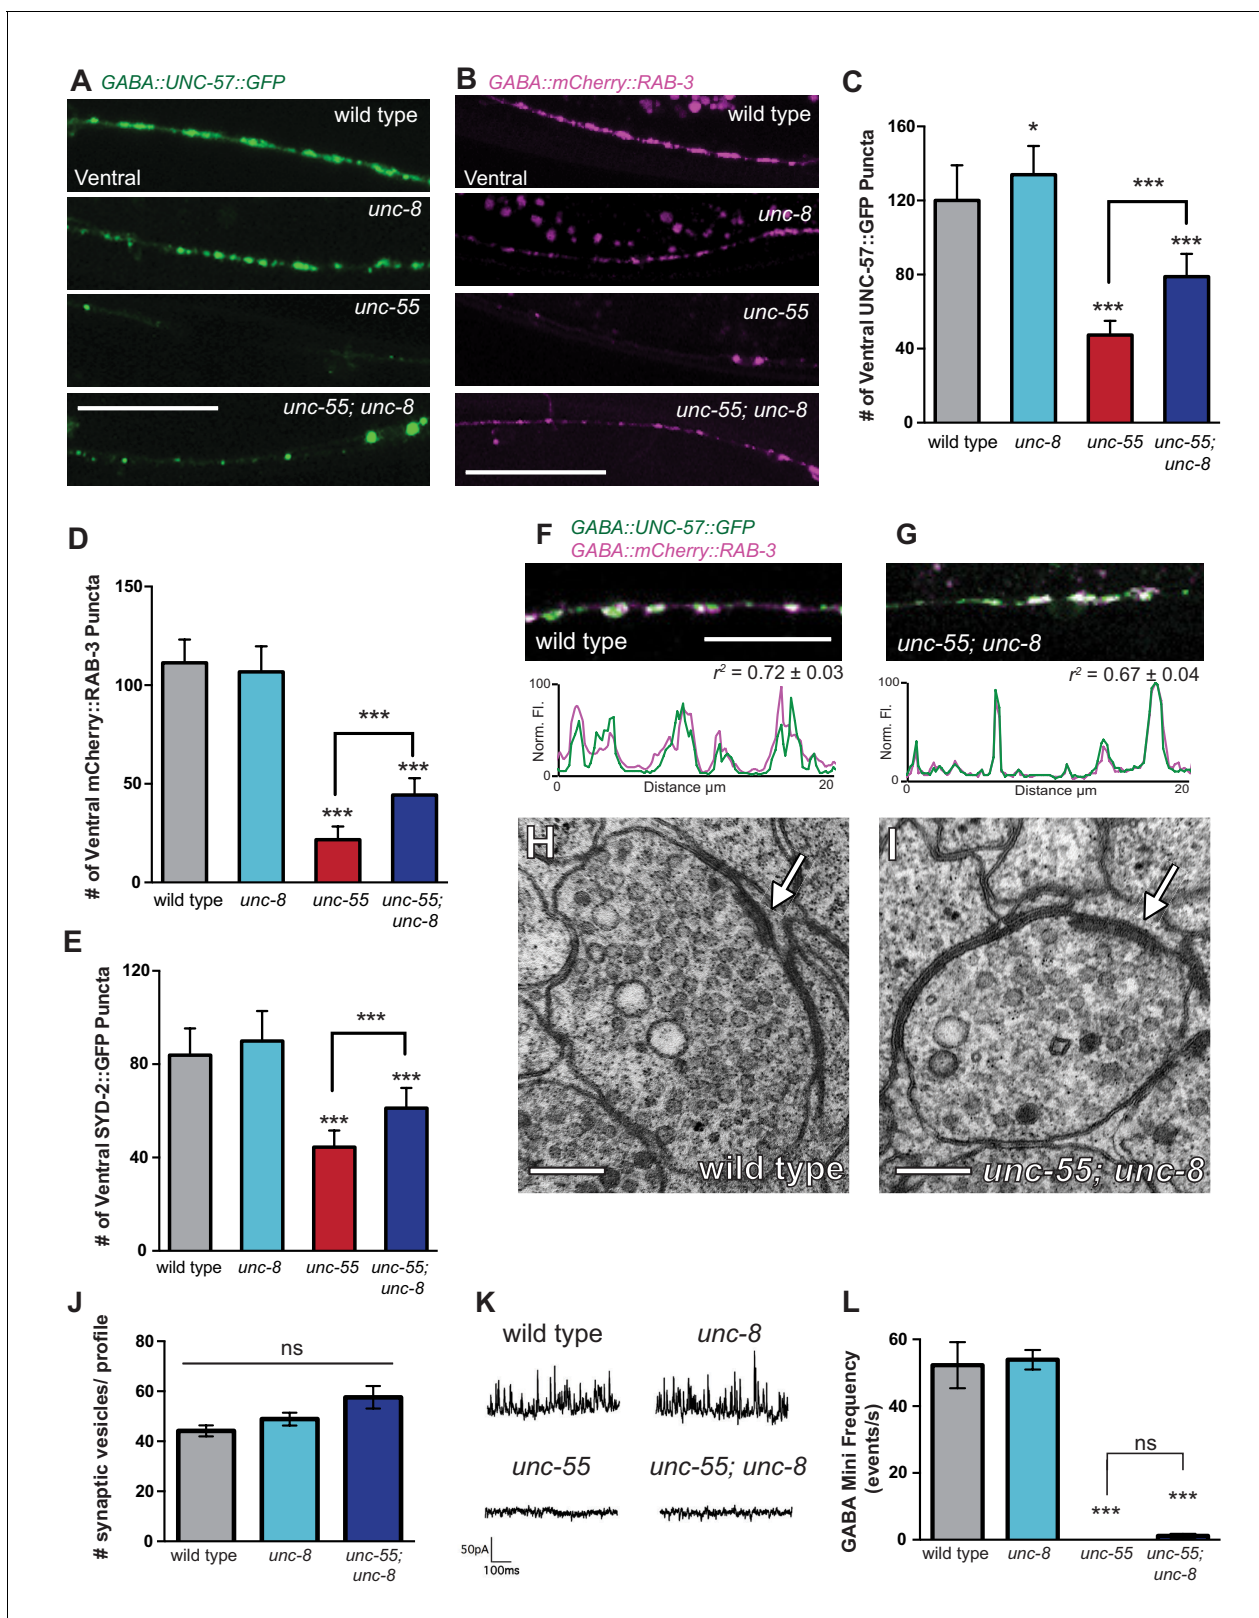 A GABA::UNC-57::GFP
wild type
Ventral
unc-8
unc-55
unc-55; unc-8
B GABA::mCherry::RAB-3
wild type
Ventral
unc-8
unc-55
unc-55; unc-8
C
# of Ventral UNC-57::GFP Puncta
160
120
80
40
0
*
***
***
***
wild type unc-8 unc-55 unc-55;
unc-8
D
# of Ventral mCherry::RAB-3 Puncta
150
100
50
0
***
***
***
wild type unc-8 unc-55 unc-55;
unc-8
E
# of Ventral SYD-2::GFP Puncta
120
80
40
0
***
***
***
wild type unc-8 unc-55 unc-55;
unc-8
F GABA::UNC-57::GFP
GABA::mCherry::RAB-3
wild type
r² = 0.72 ± 0.03
Norm. Fl.
100
0
0 Distance µm 20
G
unc-55; unc-8
r² = 0.67 ± 0.04
Norm. Fl.
100
0
0 Distance µm 20
H
wild type
I
unc-55; unc-8
J
# synaptic vesicles/ profile
80
60
40
20
0
ns
wild type unc-8 unc-55;
unc-8
K
wild type unc-8
unc-55 unc-55; unc-8
50pA
100ms
L
GABA Mini Frequency
(events/s)
60
40
20
0
ns
***
***
wild type unc-8 unc-55 unc-55;
unc-8